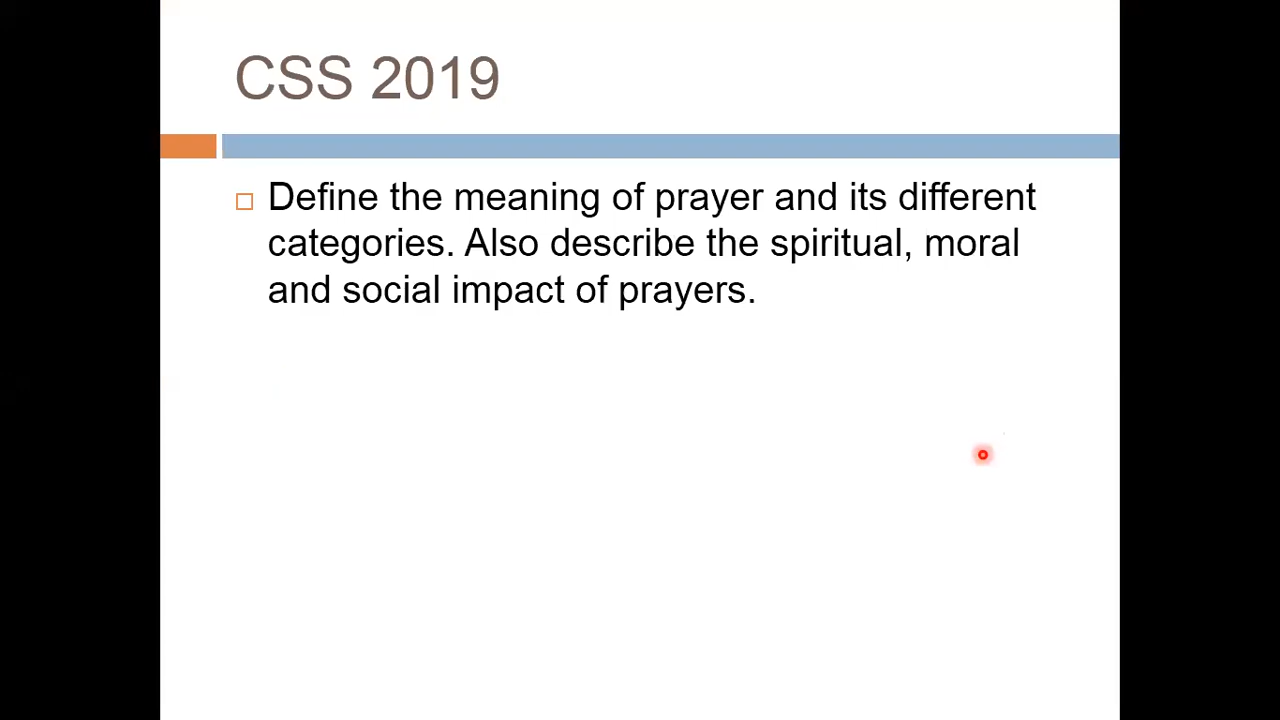 CSS 2019
Define the meaning of prayer and its different
categories. Also describe the spiritual, moral
and social impact of prayers.